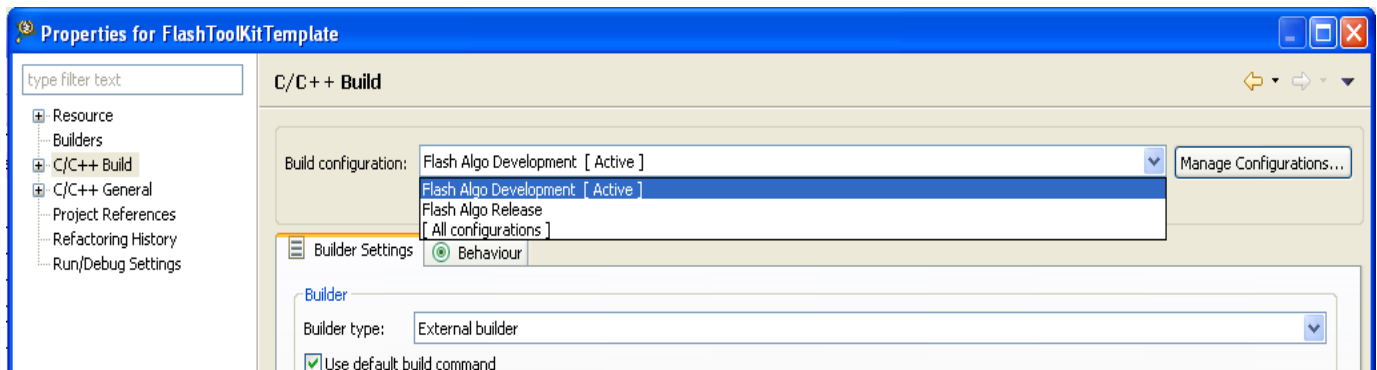 Properties for FlashToolKitTemplate
type filter text
Resource
Builders
C/C++ Build
C/C++ General
Project References
Refactoring History
Run/Debug Settings
C/C++ Build
Build configuration: Flash Algo Development [ Active ] Manage Configurations...
Flash Algo Development [ Active ]
Flash Algo Release
[ All configurations ]
Builder Settings Behaviour
Builder
Builder type: External builder
Use default build command